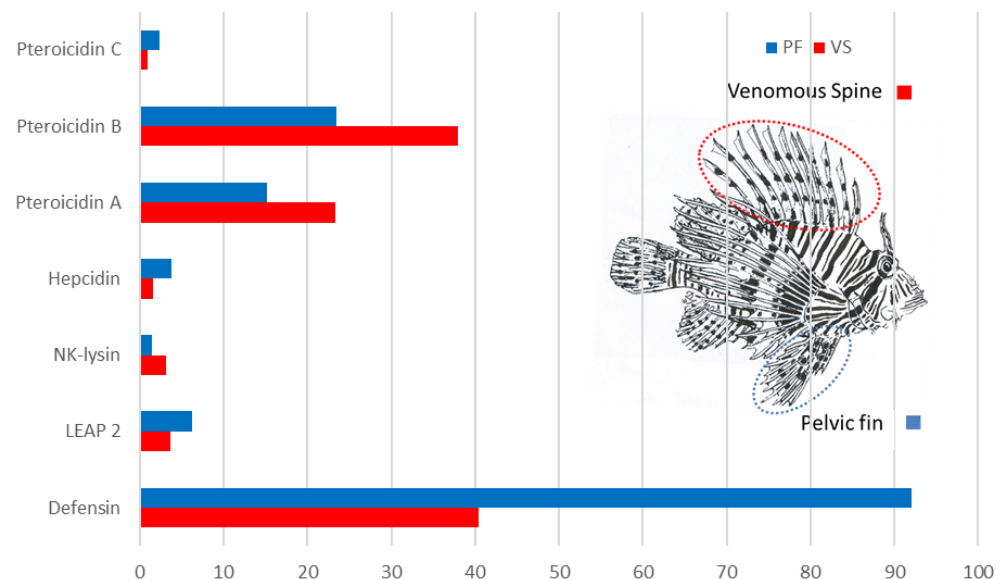 Pteroicidin C
PF VS
Venomous Spine
Pteroicidin B
Pteroicidin A
Hepcidin
NK-lysin
LEAP 2
Pelvic fin
Defensin
0 10 20 30 40 50 60 70 80 90 100